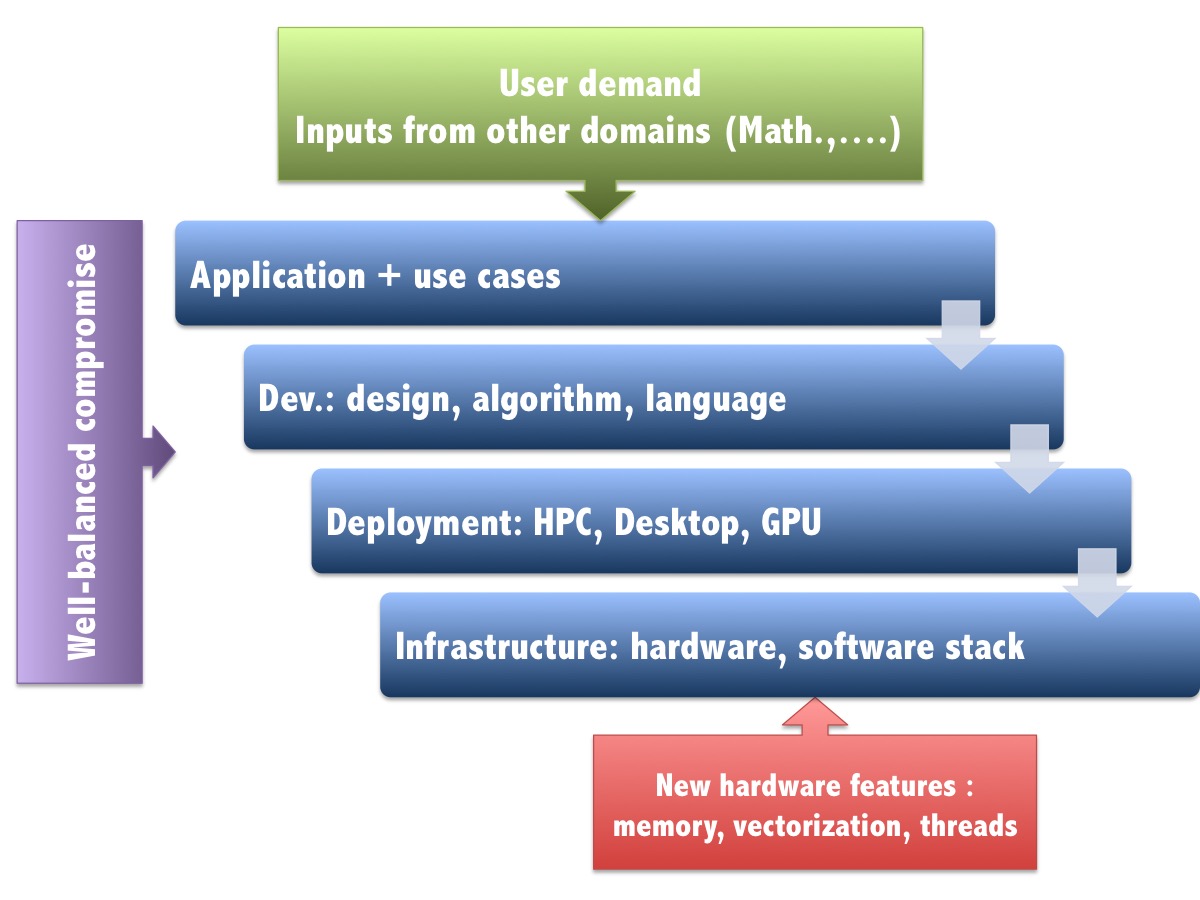 User demand
Inputs from other domains (Math.,....)
Well-balanced compromise
Application + use cases
Dev.: design, algorithm, language
Deployment: HPC, Desktop, GPU
Infrastructure: hardware, software stack
New hardware features :
memory, vectorization, threads